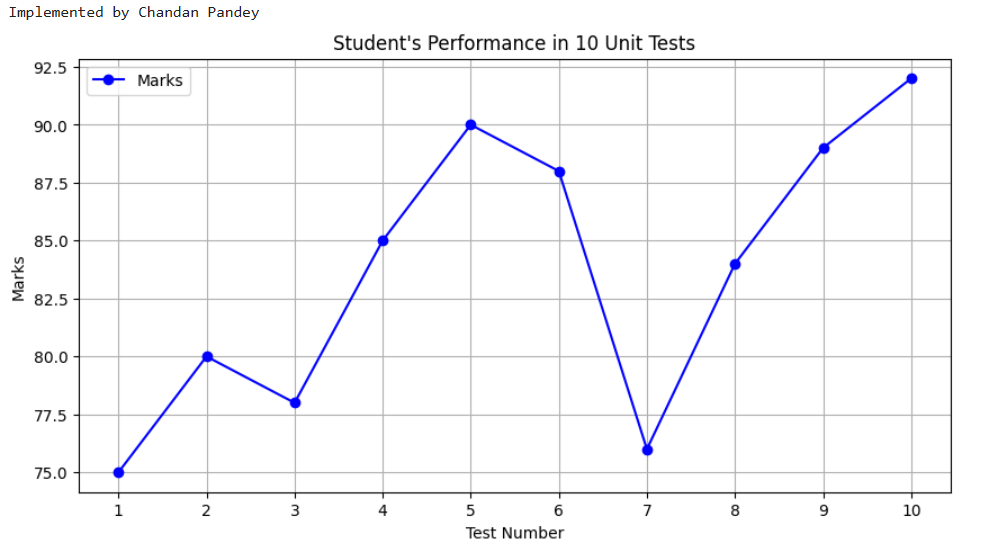 Implemented by Chandan Pandey
Student's Performance in 10 Unit Tests
Marks
92.5
90.0
87.5
85.0
82.5
80.0
77.5
75.0
Marks
1 2 3 4 5 6 7 8 9 10
Test Number